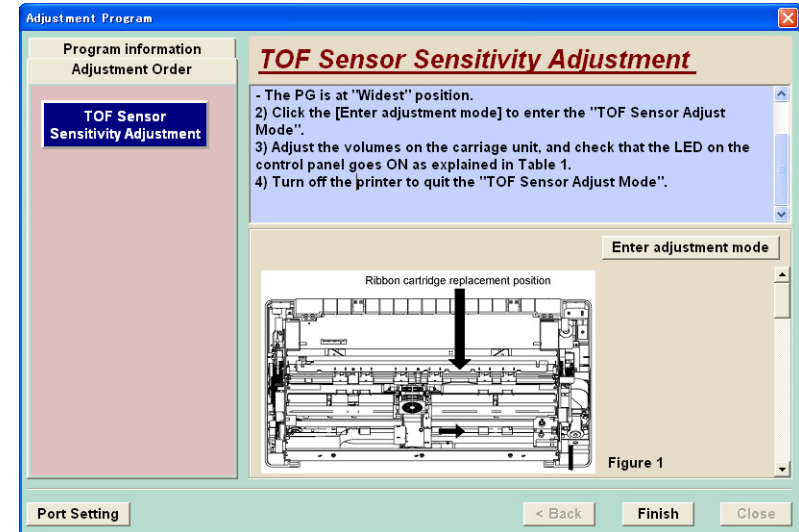 Adjustment Program
Program information
Adjustment Order
TOF Sensor
Sensitivity Adjustment
TOF Sensor Sensitivity Adjustment
- The PG is at "Widest" position.
2) Click the [Enter adjustment mode] to enter the "TOF Sensor Adjust
Mode".
3) Adjust the volumes on the carriage unit, and check that the LED on the
control panel goes ON as explained in Table 1.
4) Turn off the printer to quit the "TOF Sensor Adjust Mode".
Enter adjustment mode
Ribbon cartridge replacement position
Figure 1
Port Setting
< Back
Finish
Close